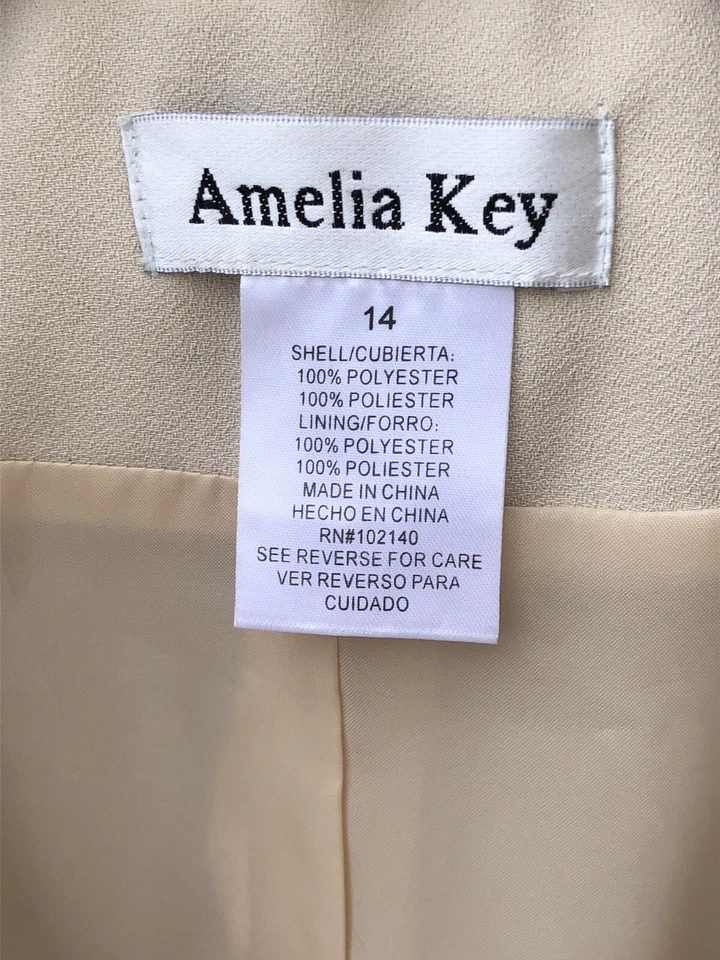 Amelia Key
14
SHELL/CUBIERTA:
100% POLYESTER
100% POLIESTER
LINING/FORRO:
100% POLYESTER
100% POLIESTER
MADE IN CHINA
HECHO EN CHINA
RN#102140
SEE REVERSE FOR CARE
VER REVERSO PARA
CUIDADO